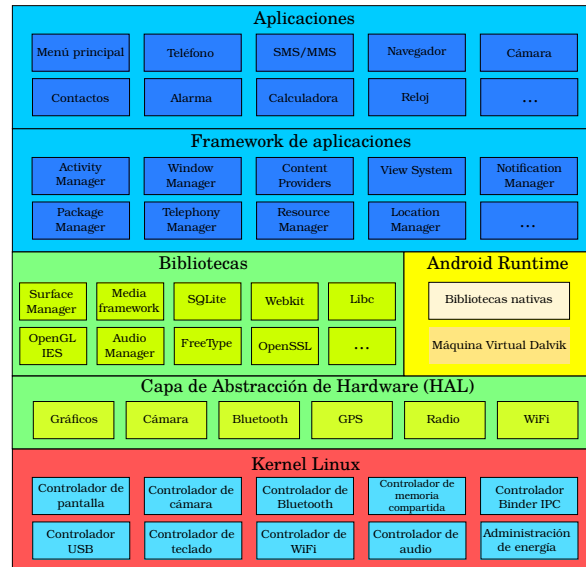 Aplicaciones
Menú principal
Teléfono
SMS/MMS
Navegador
Cámara
Contactos
Alarma
Calculadora
Reloj
...
Framework de aplicaciones
Activity
Manager
Window
Manager
Content
Providers
View System
Notification
Manager
Package
Manager
Telephony
Manager
Resource
Manager
Location
Manager
...
Bibliotecas
Surface
Manager
Media
framework
SQLite
Webkit
Libc
OpenGL
IES
Audio
Manager
FreeType
OpenSSL
...
Android Runtime
Bibliotecas nativas
Máquina Virtual Dalvik
Capa de Abstracción de Hardware (HAL)
Gráficos
Cámara
Bluetooth
GPS
Radio
WiFi
Kernel Linux
Controlador de
pantalla
Controlador de
cámara
Controlador de
Bluetooth
Controlador de
memoria
compartida
Controlador
Binder IPC
Controlador
USB
Controlador de
teclado
Controlador de
WiFi
Controlador de
audio
Administración
de energía